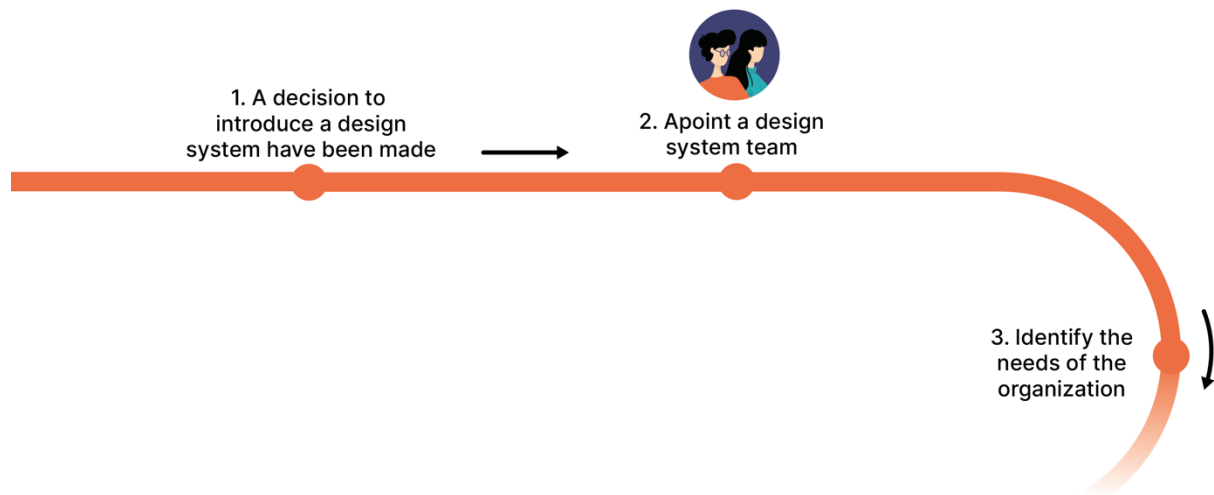 1. A decision to
introduce a design
system have been made
2. Apoint a design
system team
3. Identify the
needs of the
organization